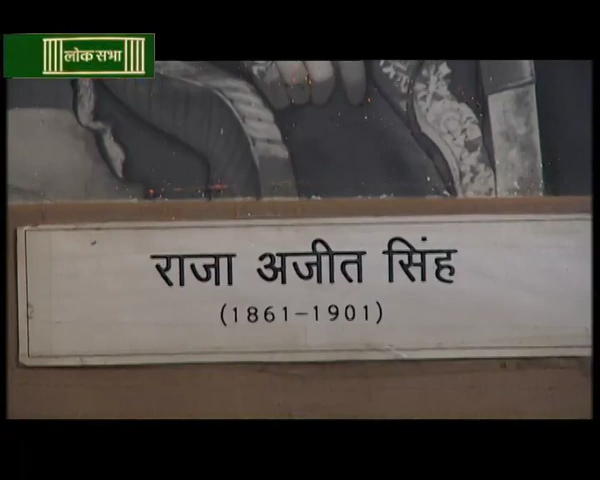 लोक सभा
राजा अजीत सिंह
(1861-1901)